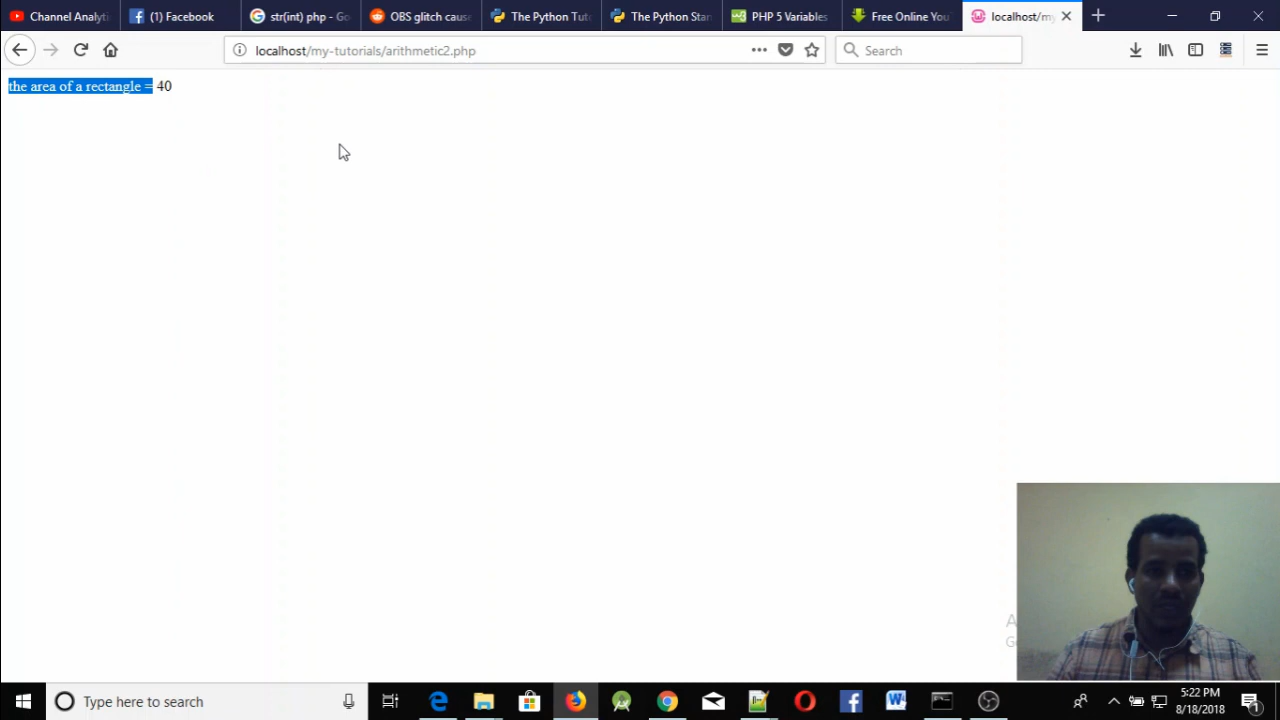 Channel Analyti
(1) Facebook
str(int) php - Go
OBS glitch cause
The Python Tut
The Python Stan
PHP 5 Variables
Free Online You
localhost/my
localhost/my-tutorials/arithmetic2.php
Search
the area of a rectangle = 40
Type here to search
5:22 PM
8/18/2018